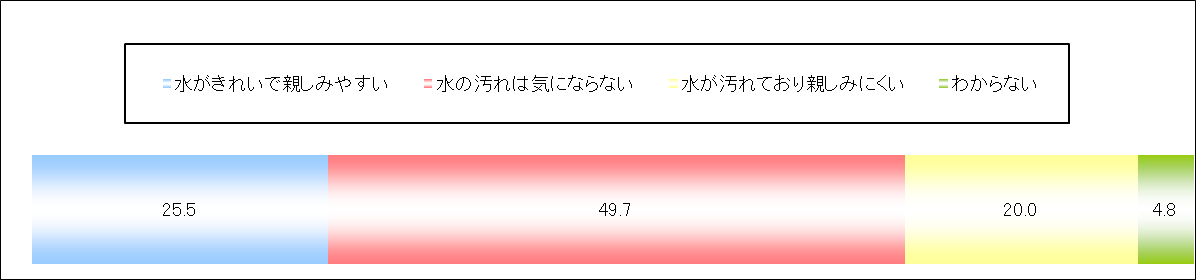 水がきれいで親しみやすい 水の汚れは気にならない 水が汚れており親しみにくい わからない
25.5 49.7 20.0 4.8